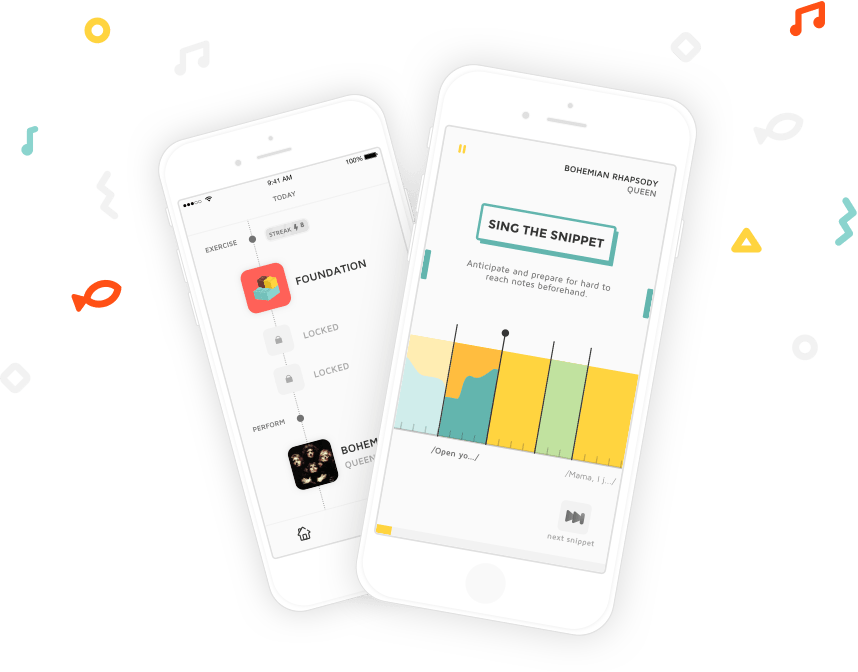 9:41 AM
100%
TODAY
EXERCISE
STREAK 8
FOUNDATION
LOCKED
LOCKED
PERFORM
BOHEM
QUEEN
BOHEMIAN RHAPSODY
QUEEN
SING THE SNIPPET
Anticipate and prepare for hard to
reach notes beforehand.
/Open yo.../
/Mama, I j.../
next snippet